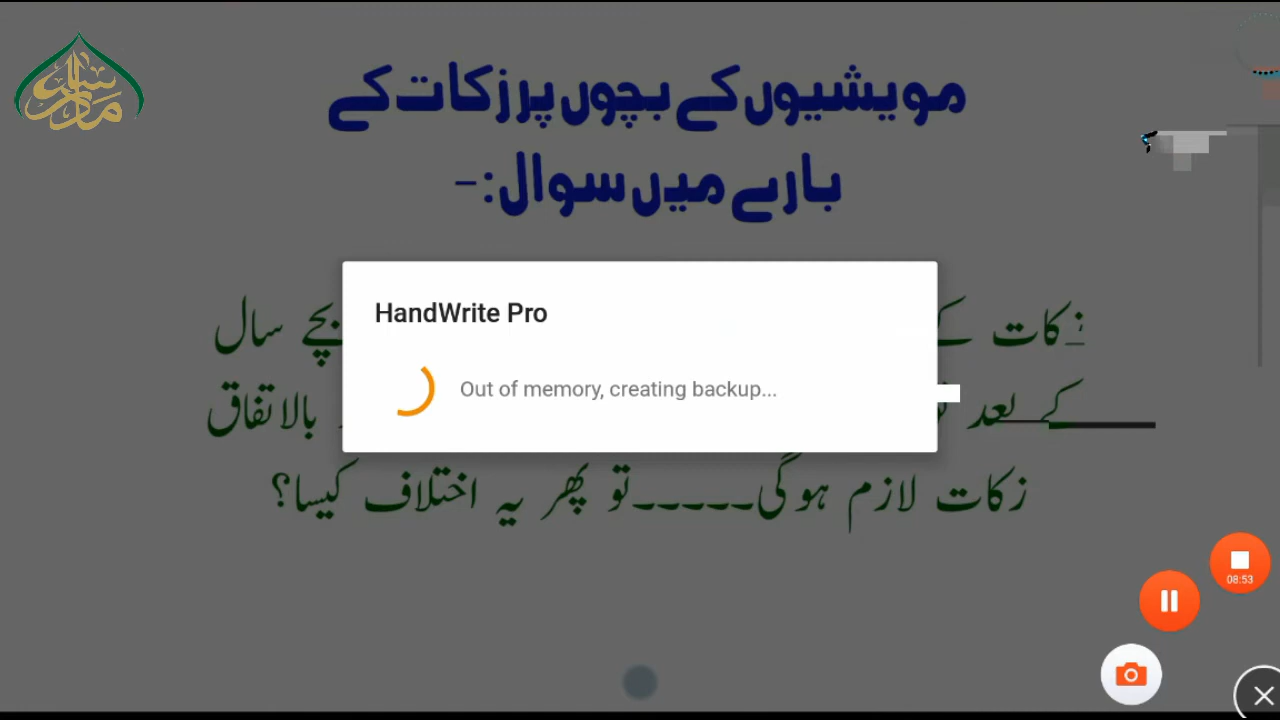 مویشیوں کے بچوں پر زکات کے
بارے میں سوال:-
زکات کے بچے سال
HandWrite Pro
Out of memory, creating backup...
کے بعد بالاتفاق
زکات لازم ہوگی۔۔۔۔۔تو پھر یہ اختلاف کیسا؟
08:53